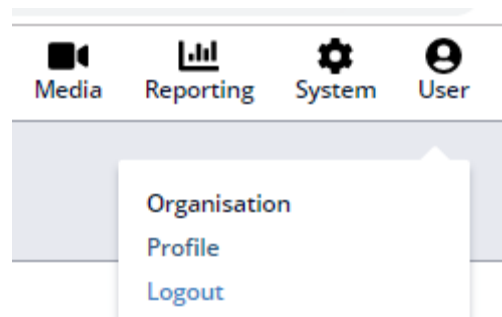 Media Reporting System User
Organisation
Profile
Logout